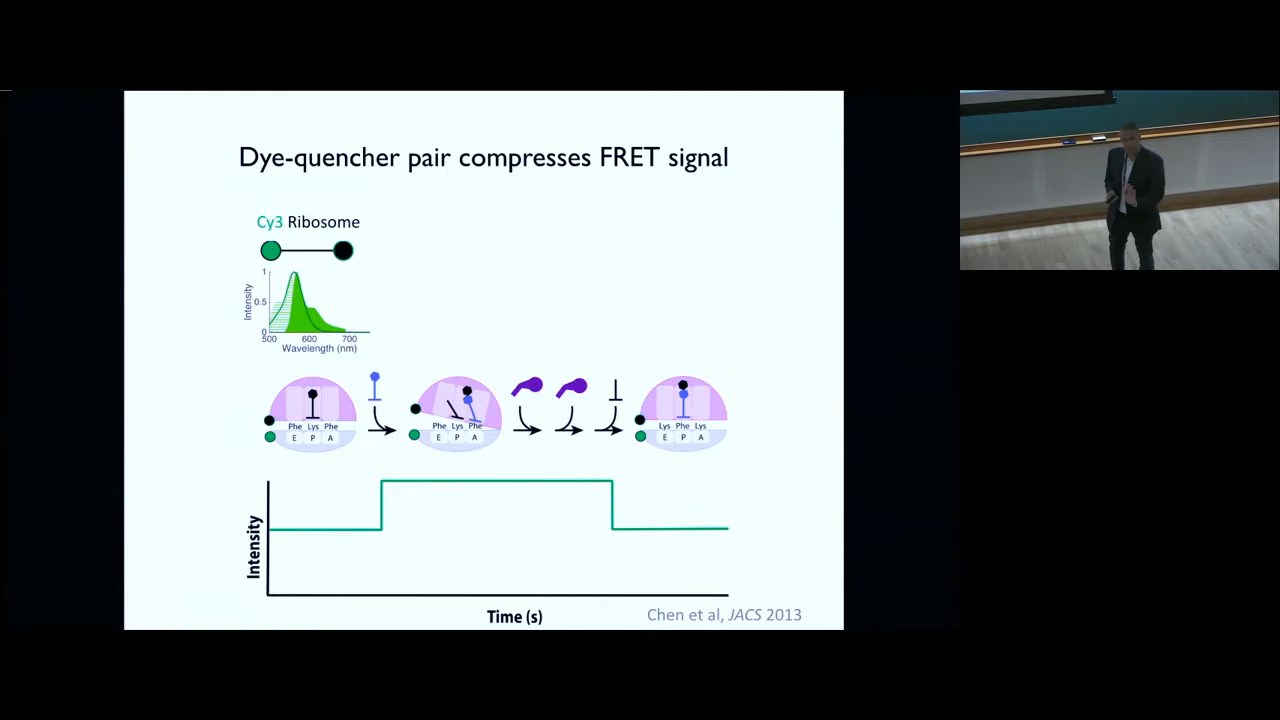 Dye-quencher pair compresses FRET signal
Cy3 Ribosome
Intensity
1
0.5
0
500 600 700
Wavelength (nm)
Phe Lys Phe
E P A
Phe Lys Phe
E P A
Lys Phe Lys
E P A
Intensity
Time (s)
Chen et al, JACS 2013